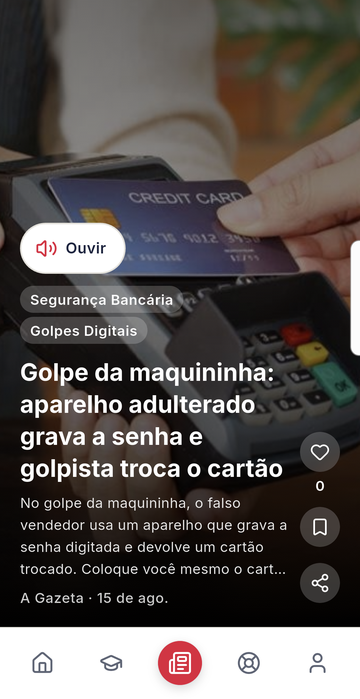 CREDIT CARD
Ouvir
Segurança Bancária
Golpes Digitais
Golpe da maquininha:
aparelho adulterado
grava a senha e
golpista troca o cartão
No golpe da maquininha, o falso
vendedor usa um aparelho que grava a
senha digitada e devolve um cartão
trocado. Coloque você mesmo o cart...
0
A Gazeta · 15 de ago.